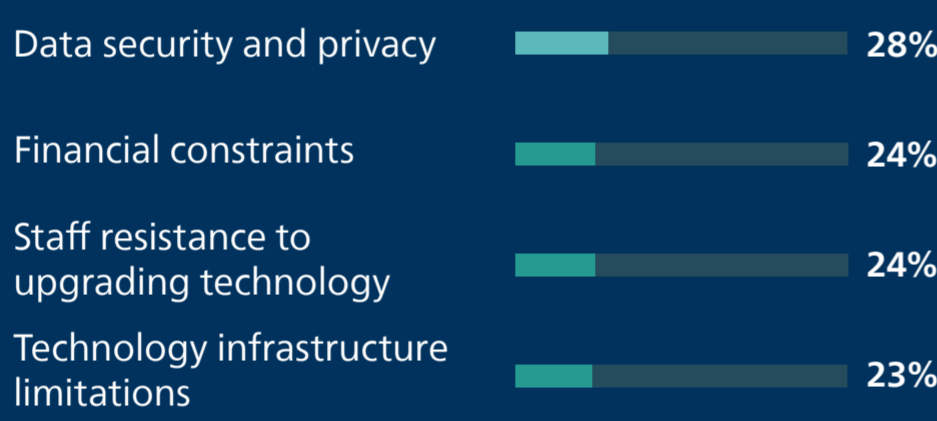 Data security and privacy 28%
Financial constraints 24%
Staff resistance to
upgrading technology 24%
Technology infrastructure
limitations 23%